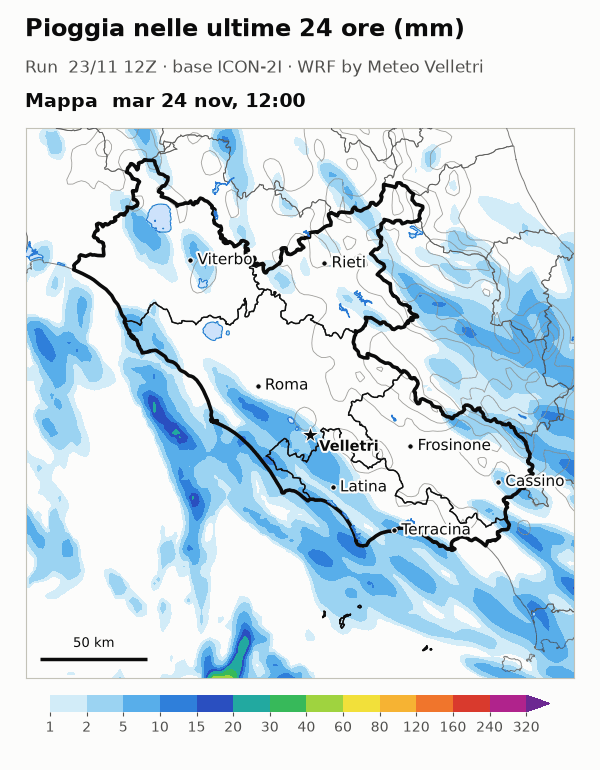 Pioggia nelle ultime 24 ore (mm)
Run 23/11 12Z · base ICON-2I · WRF by Meteo Velletri
Mappa mar 24 nov, 12:00
Viterbo
Rieti
Roma
Velletri
Frosinone
Latina
Cassino
Terracina
50 km
1 2 5 10 15 20 30 40 60 80 120 160 240 320